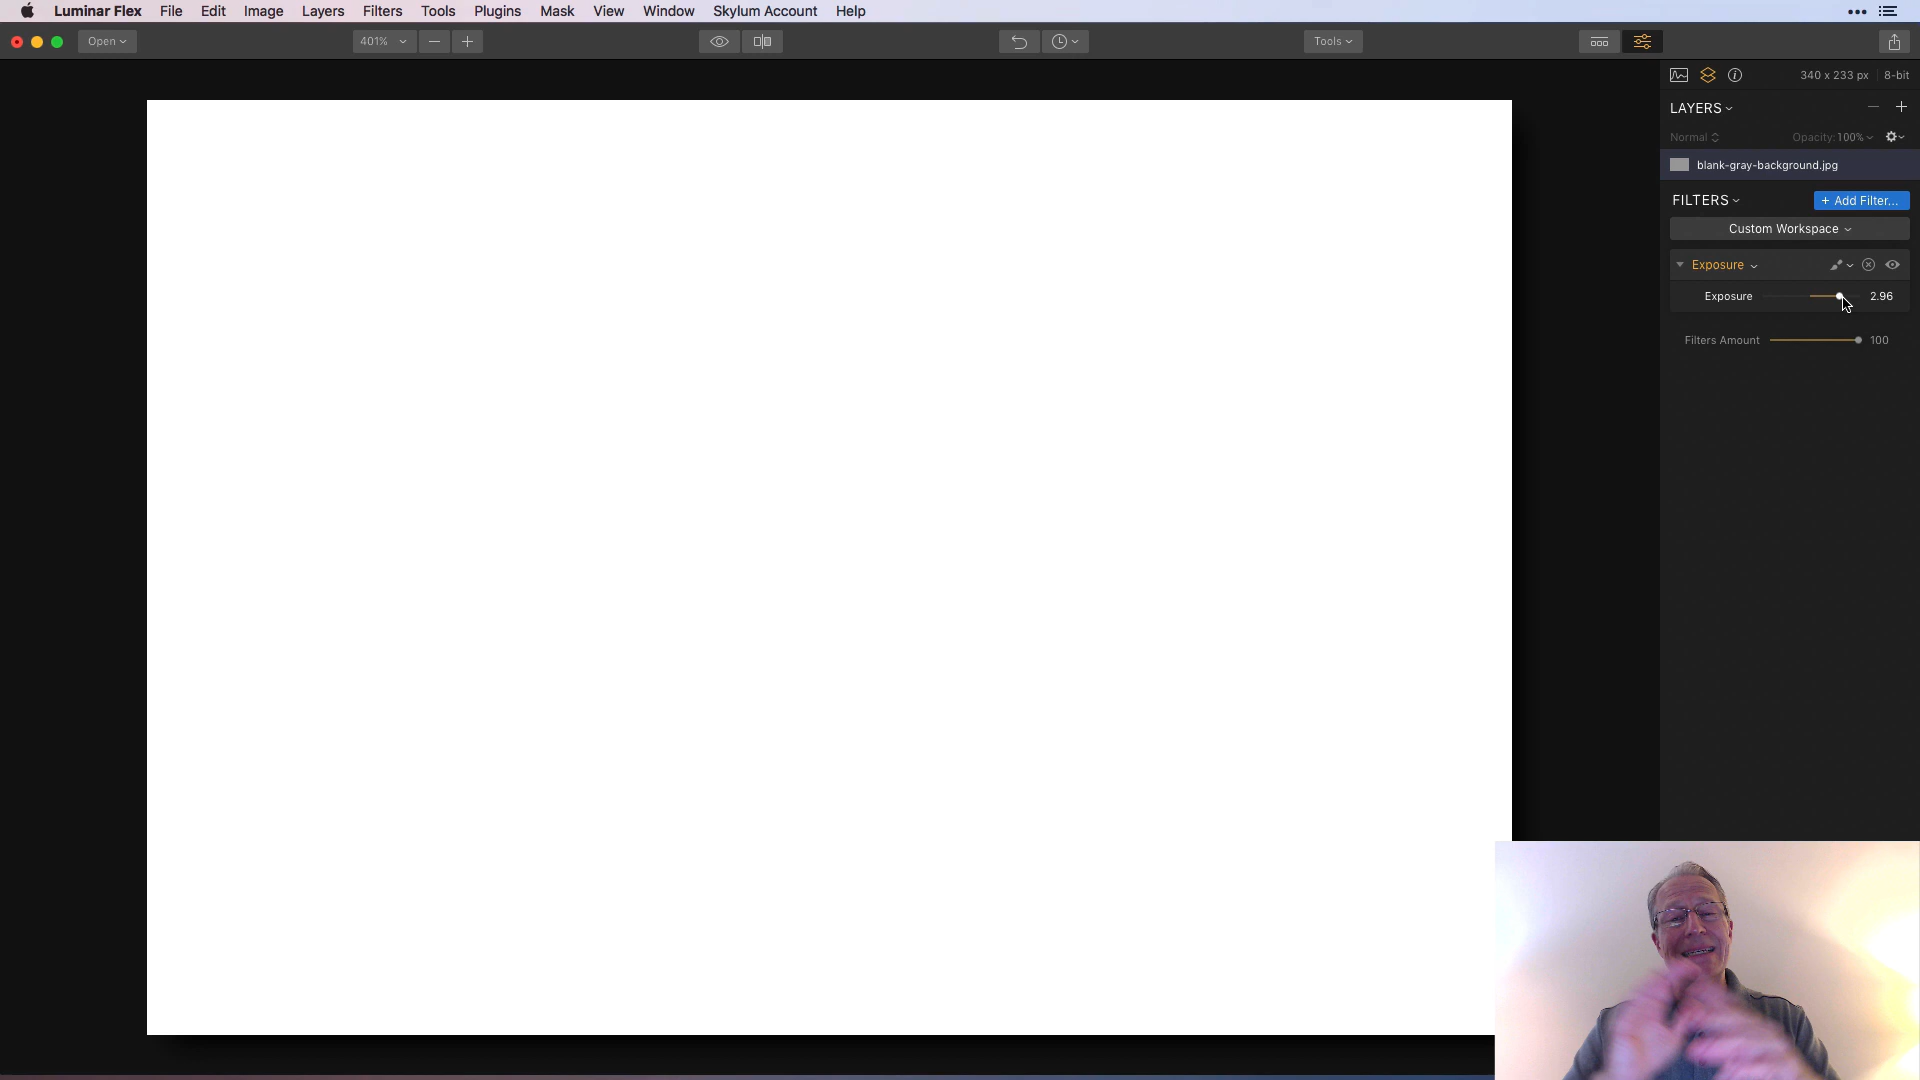 Luminar Flex File Edit Image Layers Filters Tools Plugins Mask View Window Skylum Account Help
Open 401% Tools
340 x 233 px 8-bit
LAYERS
Normal Opacity: 100%
blank-gray-background.jpg
FILTERS + Add Filter...
Custom Workspace
Exposure
Exposure 2.96
Filters Amount 100